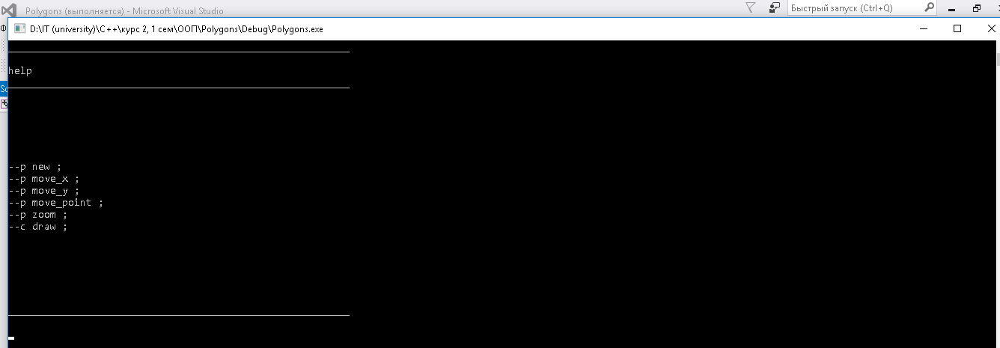 Polygons (выполняется) - Microsoft Visual Studio
Быстрый запуск (Ctrl+Q)
D:\IT (university)\C++\курс 2, 1 сем\ООП\Polygons\Debug\Polygons.exe
Ф
help
Sc
--p new ;
--p move_x ;
--p move_y ;
--p move_point ;
--p zoom ;
--c draw ;